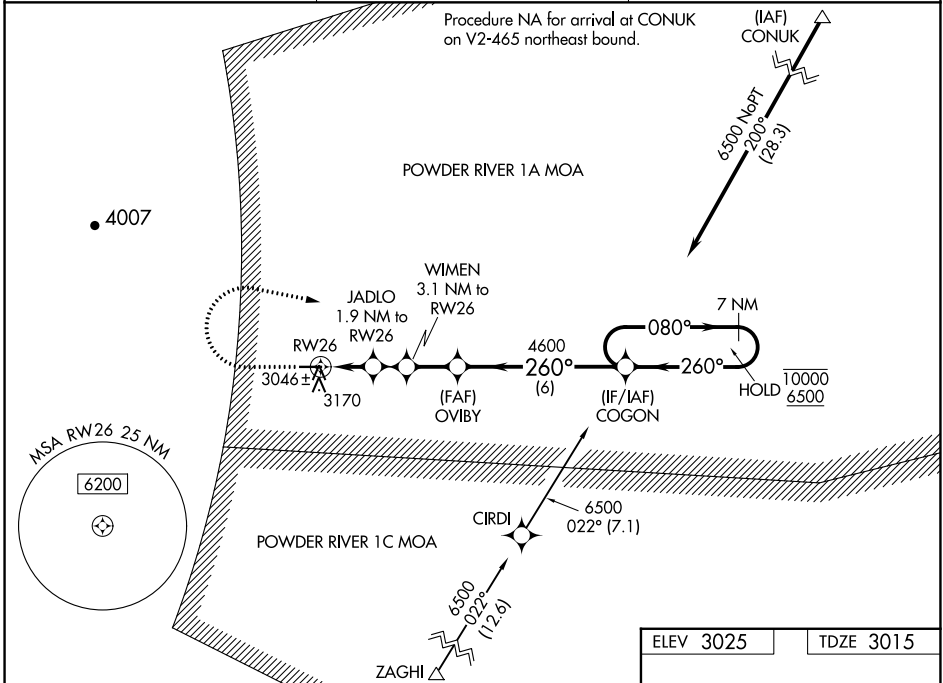 Procedure NA for arrival at CONUK
on V2-465 northeast bound.
(IAF)
CONUK
6500 NoPT
200°
(28.3)
POWDER RIVER 1A MOA
4007
WIMEN
3.1 NM to
RW26
JADLO
1.9 NM to
RW26
7 NM
080°
RW26
4600
260°
(6)
260°
HOLD
10000
6500
3046±
3170
(FAF)
OVIBY
(IF/IAF)
COGON
MSA RW26 25 NM
6200
6500
022° (7.1)
CIRDI
POWDER RIVER 1C MOA
6500
022°
(12.6)
ZAGHI
ELEV 3025
TDZE 3015